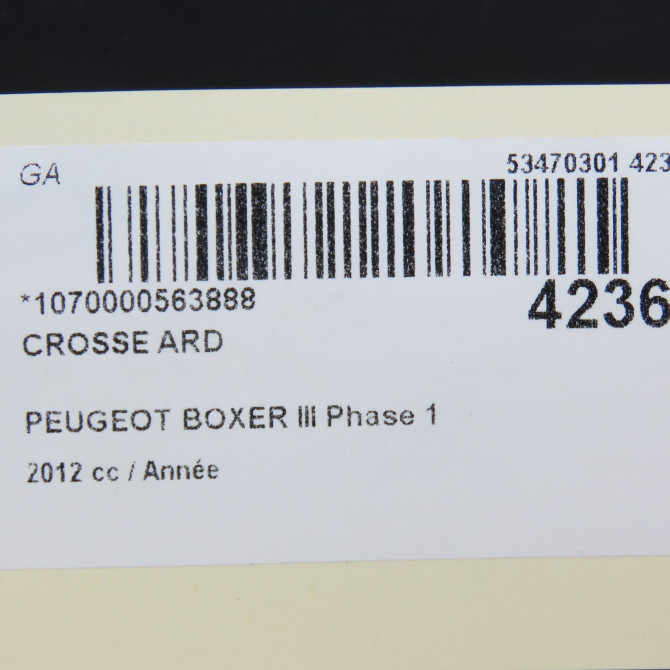 GA
53470301 423
*1070000563888
4236
CROSSE ARD
PEUGEOT BOXER III Phase 1
2012 cc / Année